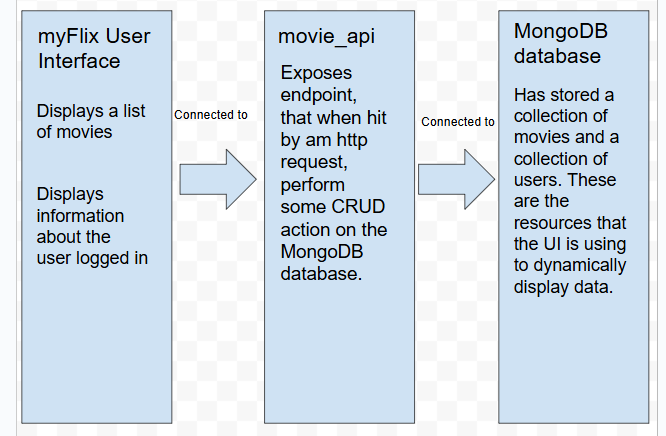 myFlix User
Interface
Displays a list
of movies
Displays
information
about the
user logged in
Connected to
movie_api
Exposes
endpoint,
that when hit
by am http
request,
perform
some CRUD
action on the
MongoDB
database.
Connected to
MongoDB
database
Has stored a
collection of
movies and a
collection of
users. These
are the
resources that
the UI is using
to dynamically
display data.